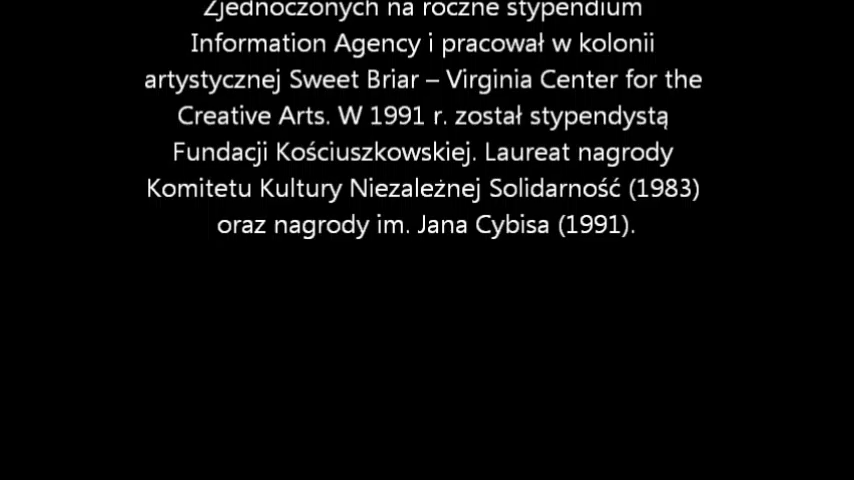 Zjednoczonych na roczne stypendium
Information Agency i pracował w kolonii
artystycznej Sweet Briar – Virginia Center for the
Creative Arts. W 1991 r. został stypendystą
Fundacji Kościuszkowskiej. Laureat nagrody
Komitetu Kultury Niezależnej Solidarność (1983)
oraz nagrody im. Jana Cybisa (1991).